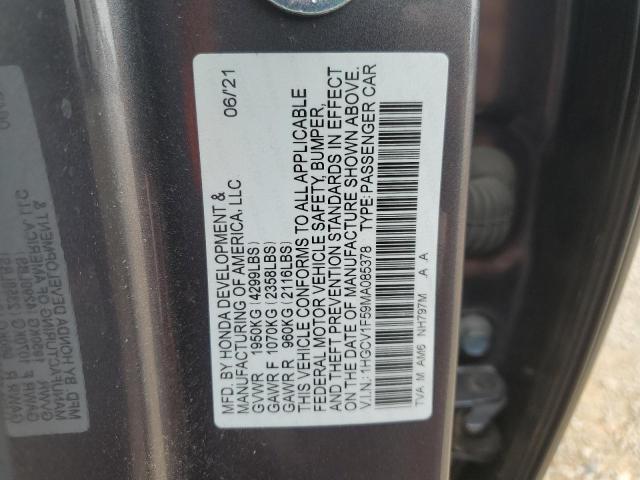 MFD. BY HONDA DEVELOPMENT & 06/21
MANUFACTURING OF AMERICA, LLC
GVWR 1950KG (4299LBS)
GAWR F 1070KG (2358LBS)
GAWR R 960KG (2116LBS)
THIS VEHICLE CONFORMS TO ALL APPLICABLE
FEDERAL MOTOR VEHICLE SAFETY, BUMPER,
AND THEFT PREVENTION STANDARDS IN EFFECT
ON THE DATE OF MANUFACTURE SHOWN ABOVE.
V.I.N.: 1HGCV1F59MA085378 TYPE:PASSENGER CAR
TVA M AM6 NH797M A A